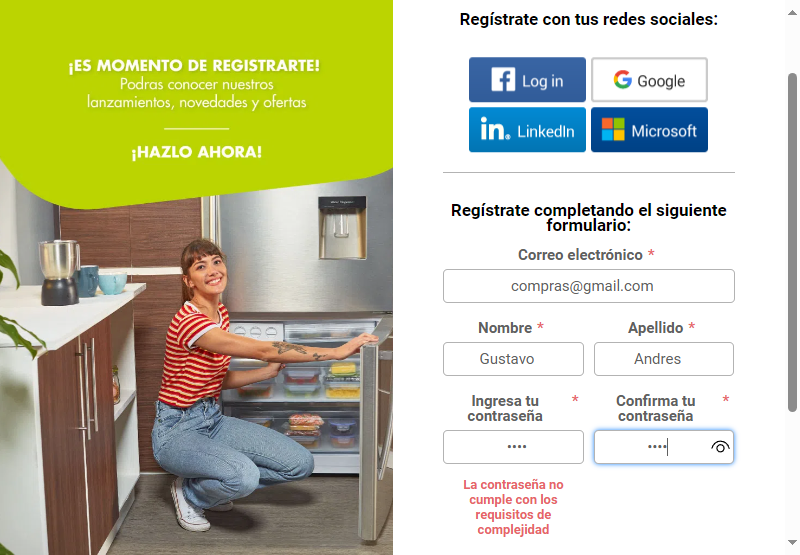 ¡ES MOMENTO DE REGISTRARTE!
Podras conocer nuestros
lanzamientos, novedades y ofertas
¡HAZLO AHORA!
Regístrate con tus redes sociales:
Log in
Google
LinkedIn
Microsoft
Regístrate completando el siguiente
formulario:
Correo electrónico *
compras@gmail.com
Nombre *
Apellido *
Gustavo
Andres
Ingresa tu *
contraseña
Confirma tu *
contraseña
••••
••••
La contraseña no
cumple con los
requisitos de
complejidad